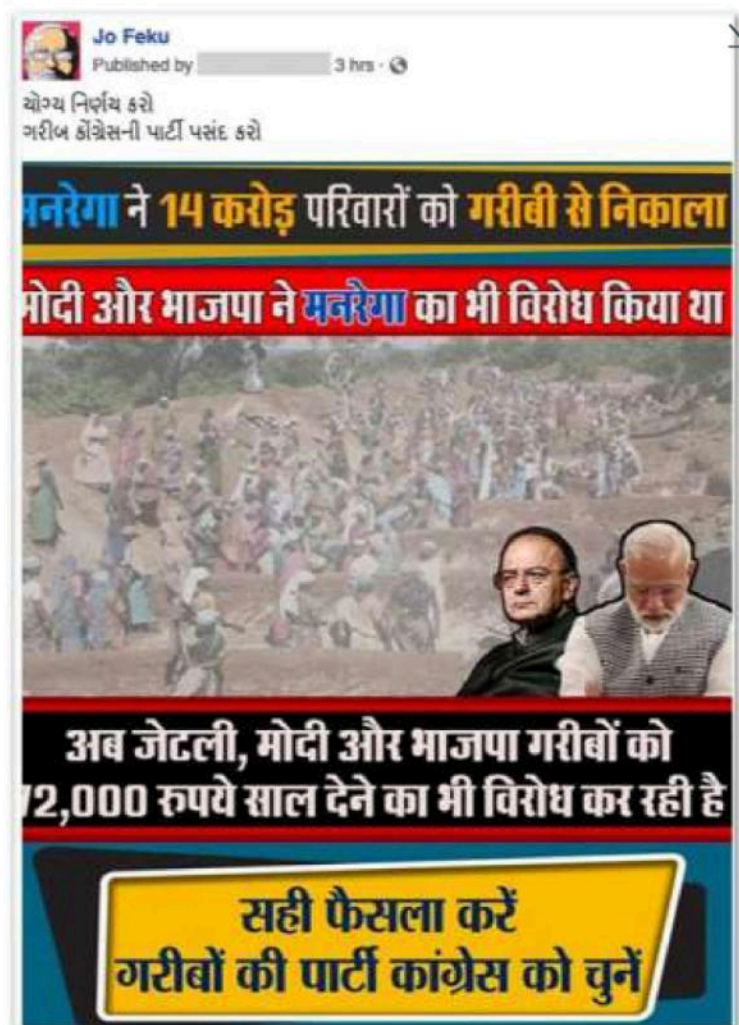 Jo Feku
Published by 3 hrs ·
યોગ્ય નિર્ણય કરો
ગરીબ કોંગ્રેસની પાર્ટી પસંદ કરો
मनरेगा ने 14 करोड़ परिवारों को गरीबी से निकाला
मोदी और भाजपा ने मनरेगा का भी विरोध किया था
अब जेटली, मोदी और भाजपा गरीबों को
72,000 रुपये साल देने का भी विरोध कर रही है
सही फैसला करें
गरीबों की पार्टी कांग्रेस को चुनें